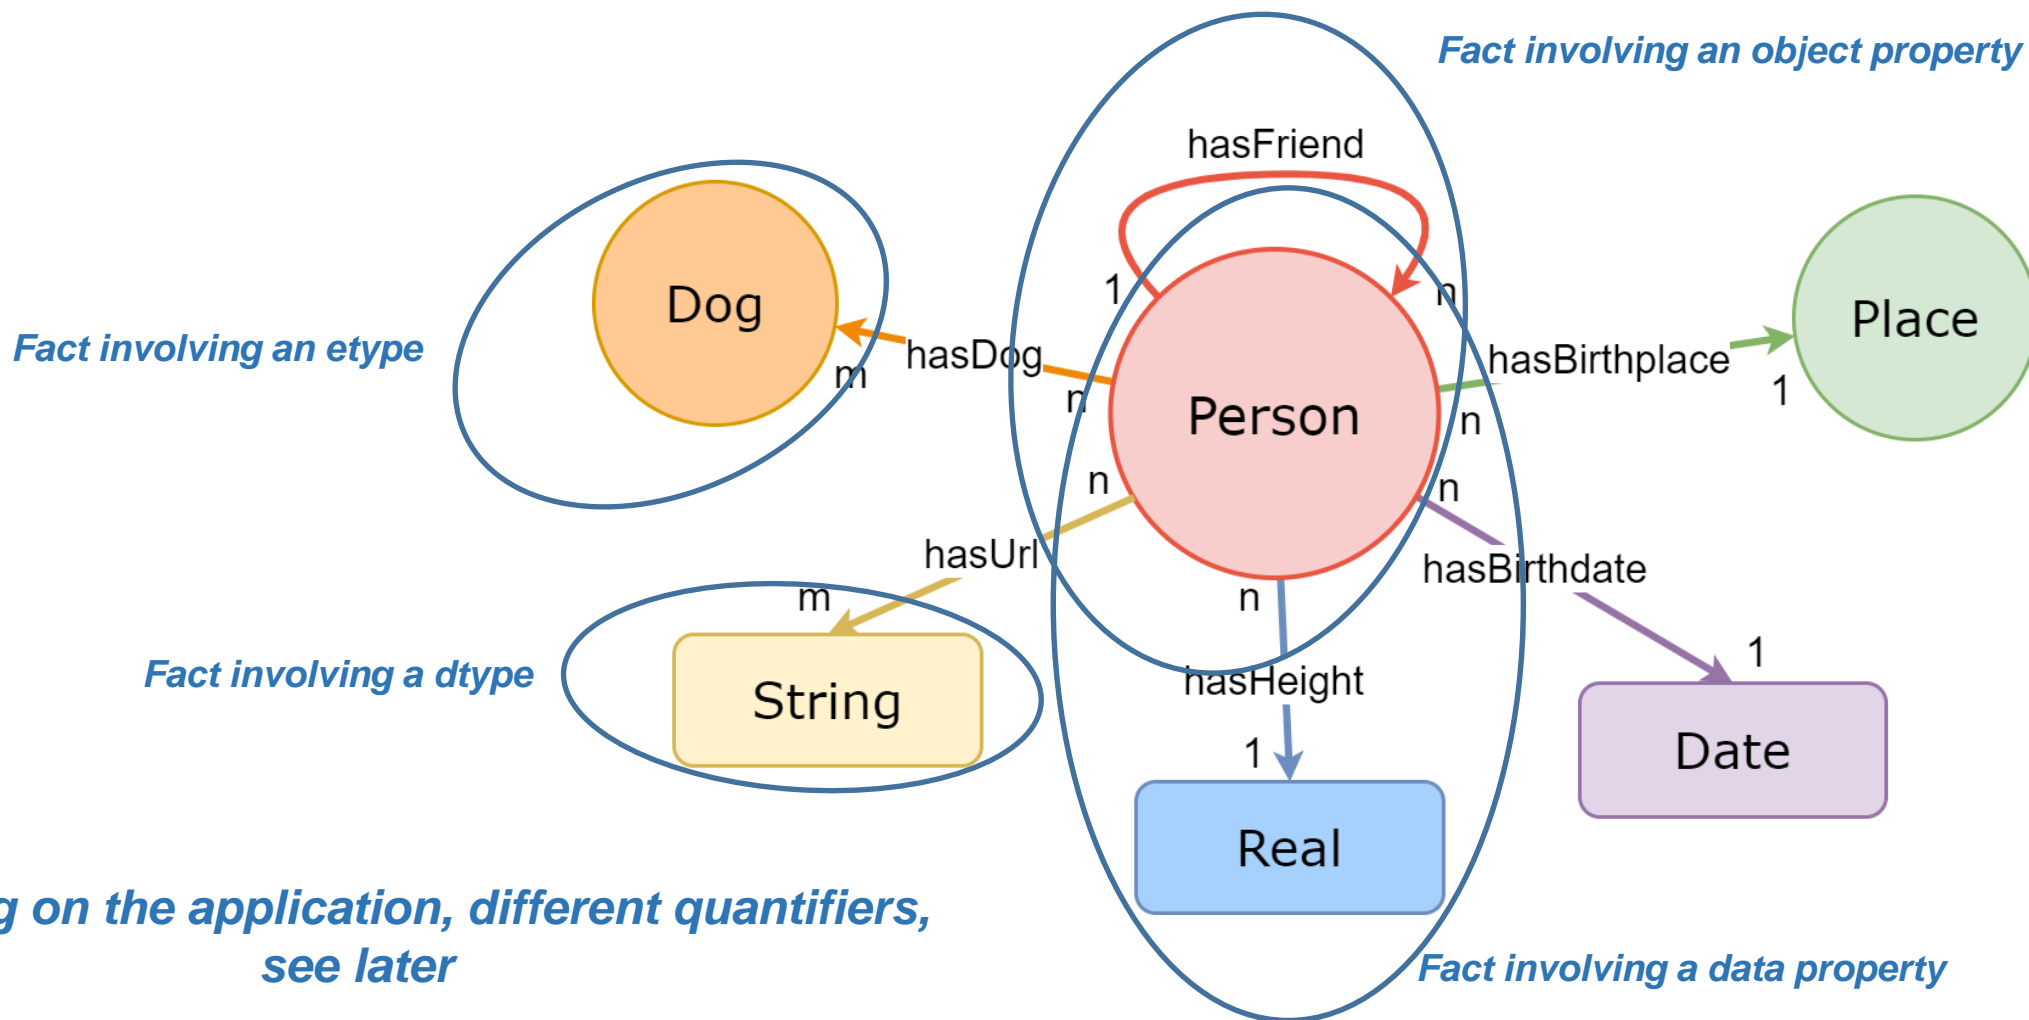 Fact involving an object property
hasFriend
1
n
Dog
Place
Fact involving an etype
hasDog
m
n
hasBirthplace
1
n
Person
n
n
hasUrl
m
n
hasBirthdate
1
Fact involving a dtype
String
hasHeight
1
Date
Real
g on the application, different quantifiers,
see later
Fact involving a data property